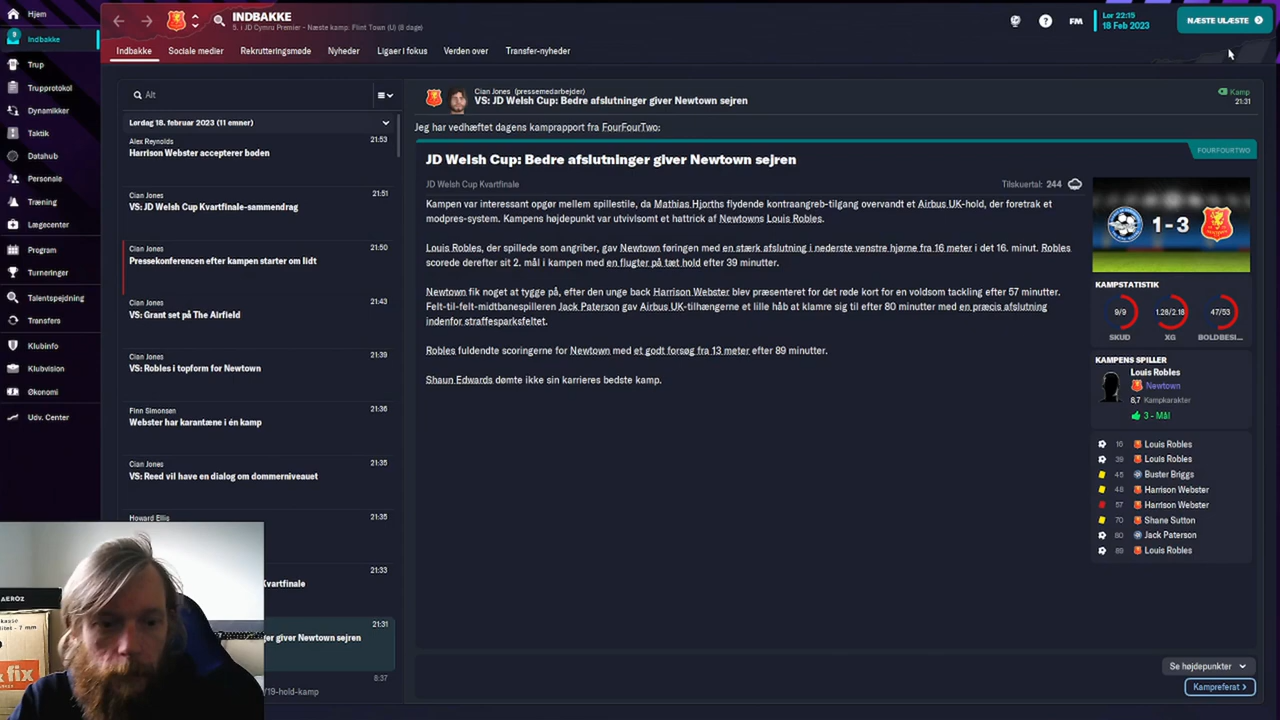 Hjem
INDBAKKE
5. i JD Cymru Premier - Næste kamp: Flint Town (U) (8 dage)
FM
Lør 22:15
18 Feb 2023
NÆSTE ULÆSTE
Indbakke
Trup
Trupprotokol
Dynamikker
Taktik
Datahub
Personale
Træning
Lægecenter
Program
Turneringer
Talentspejdning
Transfers
Klubinfo
Klubvision
Økonomi
Udv. Center
Indbakke
Sociale medier
Rekrutteringsmøde
Nyheder
Ligaer i fokus
Verden over
Transfer-nyheder
Alt
Lørdag 18. februar 2023 (11 emner)
Alex Reynolds
21:53
Harrison Webster accepterer bøden
Cian Jones
21:51
VS: JD Welsh Cup Kvartfinale-sammendrag
Cian Jones
21:50
Pressekonferencen efter kampen starter om lidt
Cian Jones
21:43
VS: Grant set på The Airfield
Cian Jones
21:39
VS: Robles i topform for Newtown
Finn Simonsen
21:36
Webster har karantæne i én kamp
Cian Jones
21:35
VS: Reed vil have en dialog om dommerniveauet
Howard Ellis
21:35
21:33
Kvartfinale
21:31
er giver Newtown sejren
8:37
/19-hold-kamp
Cian Jones (pressemedarbejder)
VS: JD Welsh Cup: Bedre afslutninger giver Newtown sejren
Kamp
21:31
Jeg har vedhæftet dagens kamprapport fra FourFourTwo:
FOURFOURTWO
JD Welsh Cup: Bedre afslutninger giver Newtown sejren
JD Welsh Cup Kvartfinale
Tilskuertal: 244
Kampen var interessant opgør mellem spillestile, da Mathias Hjorths flydende kontraangreb-tilgang overvandt et Airbus UK-hold, der foretrak et
modpres-system. Kampens højdepunkt var utvivlsomt et hattrick af Newtowns Louis Robles.
Louis Robles, der spillede som angriber, gav Newtown føringen med en stærk afslutning i nederste venstre hjørne fra 16 meter i det 16. minut. Robles
scorede derefter sit 2. mål i kampen med en flugter på tæt hold efter 39 minutter.
Newtown fik noget at tygge på, efter den unge back Harrison Webster blev præsenteret for det røde kort for en voldsom tackling efter 57 minutter.
Felt-til-felt-midtbanespilleren Jack Paterson gav Airbus UK-tilhængerne et lille håb at klamre sig til efter 80 minutter med en præcis afslutning
indenfor straffesparksfeltet.
Robles fuldendte scoringerne for Newtown med et godt forsøg fra 13 meter efter 89 minutter.
Shaun Edwards dømte ikke sin karrieres bedste kamp.
1 - 3
KAMPSTATISTIK
9/9
1.28/2.18
47/53
SKUD
XG
BOLDBESI...
KAMPENS SPILLER
Louis Robles
Newtown
8,7 Kampkarakter
3 - Mål
16 Louis Robles
39 Louis Robles
45 Buster Briggs
48 Harrison Webster
57 Harrison Webster
70 Shane Sutton
80 Jack Paterson
89 Louis Robles
Se højdepunkter
Kampreferat
AEROZ
fix